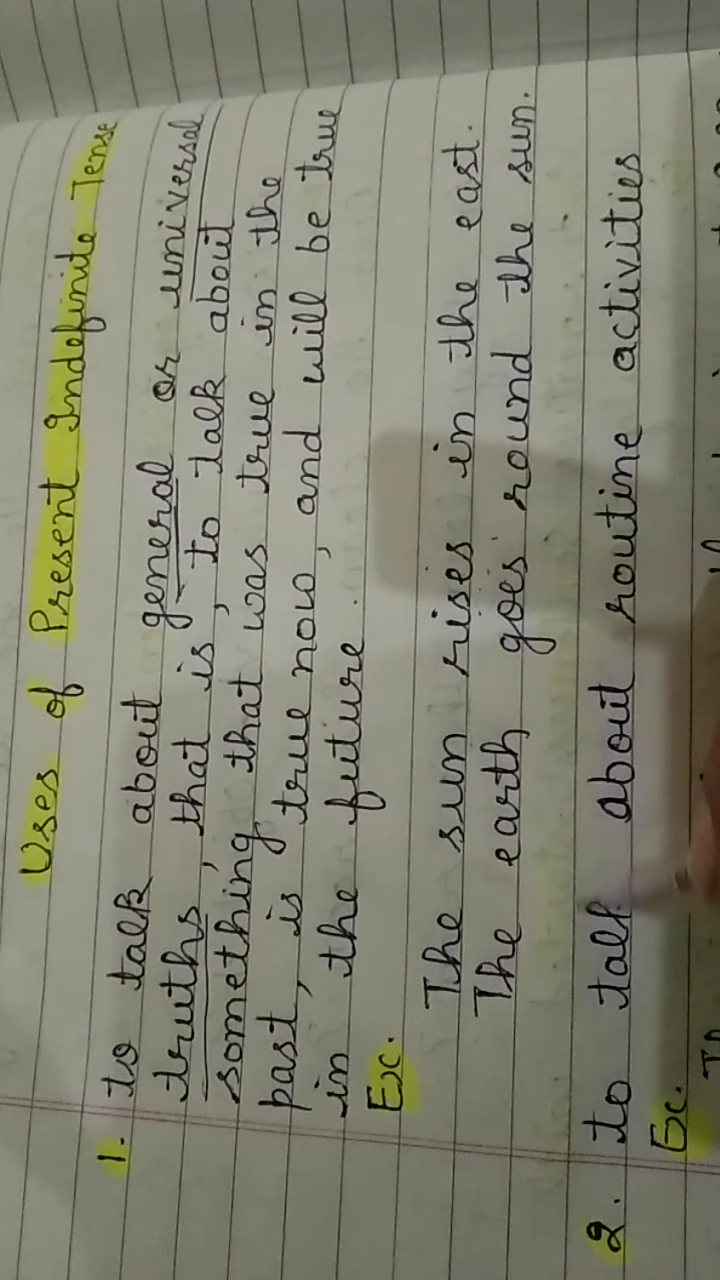 Uses of Present Indefinite Tense
1. to talk about general or universal
truths, that is, to talk about
something that was true in the
past, is true now, and will be true
in the future.
Ex.
The sun rises in the east.
The earth goes round the sun.
2. to talk about routine activities
Ex.